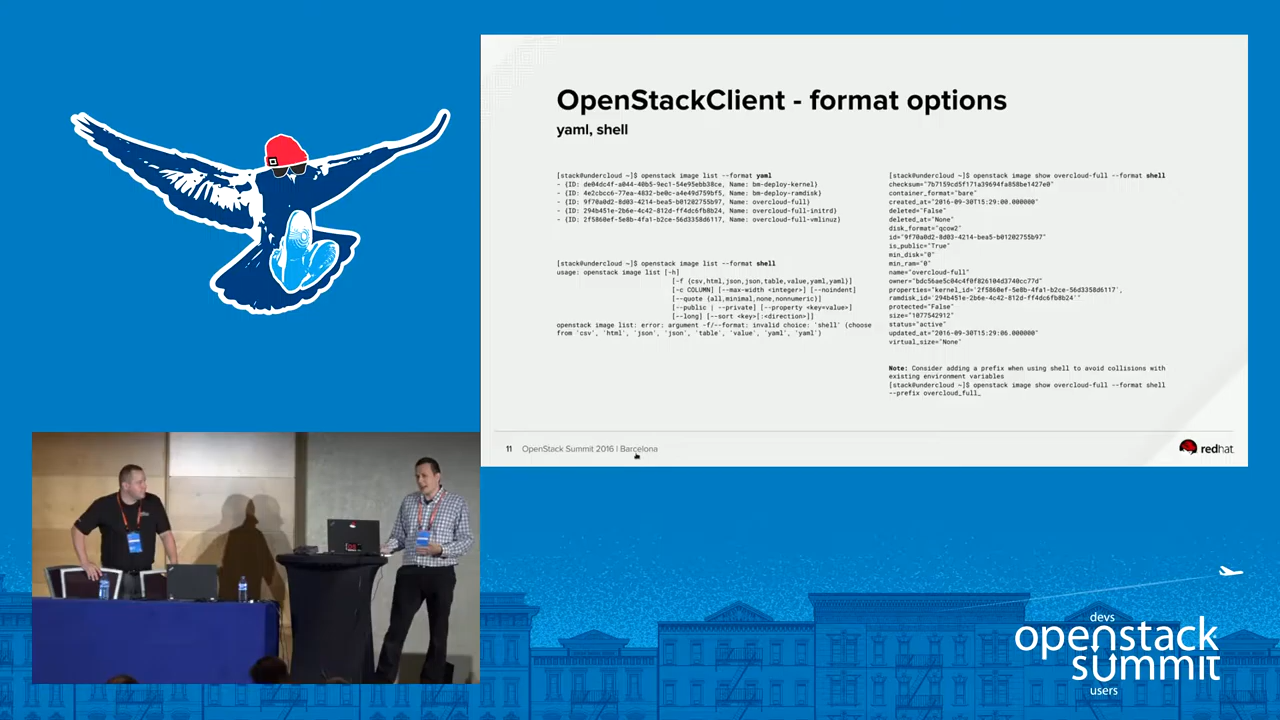 OpenStackClient - format options
yaml, shell
[stack@undercloud ~]$ openstack image list --format yaml
- {ID: de04dc4f-a044-40b5-9ec1-54e95ebb38ce, Name: bm-deploy-kernel}
- {ID: 4e2cbcc6-77ea-4832-be0c-a4e49d759bf5, Name: bm-deploy-ramdisk}
- {ID: 9f70a0d2-8d03-4214-bea5-b01202755b97, Name: overcloud-full}
- {ID: 294b451e-2b6e-4c42-812d-ff4dc6fb8b24, Name: overcloud-full-initrd}
- {ID: 2f5860ef-5e8b-4fa1-b2ce-56d3358d6117, Name: overcloud-full-vmlinuz}
[stack@undercloud ~]$ openstack image list --format shell
usage: openstack image list [-h]
[-f {csv,html,json,json,table,value,yaml,yaml}]
[-c COLUMN] [--max-width <integer>] [--noindent]
[--quote {all,minimal,none,nonnumeric}]
[--public | --private] [--property <key=value>]
[--long] [--sort <key>[:<direction>]]
openstack image list: error: argument -f/--format: invalid choice: 'shell' (choose
from 'csv', 'html', 'json', 'json', 'table', 'value', 'yaml', 'yaml')
[stack@undercloud ~]$ openstack image show overcloud-full --format shell
checksum="7b7159cd5f171a39694fa858be1427e0"
container_format="bare"
created_at="2016-09-30T15:29:00.000000"
deleted="False"
deleted_at="None"
disk_format="qcow2"
id="9f70a0d2-8d03-4214-bea5-b01202755b97"
is_public="True"
min_disk="0"
min_ram="0"
name="overcloud-full"
owner="bdc56ae5c04c4f0f826104d3740cc77d"
properties="kernel_id='2f5860ef-5e8b-4fa1-b2ce-56d3358d6117',
ramdisk_id='294b451e-2b6e-4c42-812d-ff4dc6fb8b24'"
protected="False"
size="1077542912"
status="active"
updated_at="2016-09-30T15:29:06.000000"
virtual_size="None"
Note: Consider adding a prefix when using shell to avoid collisions with
existing environment variables
[stack@undercloud ~]$ openstack image show overcloud-full --format shell
--prefix overcloud_full_
11 OpenStack Summit 2016 | Barcelona
redhat
devs
openstack
summit
users